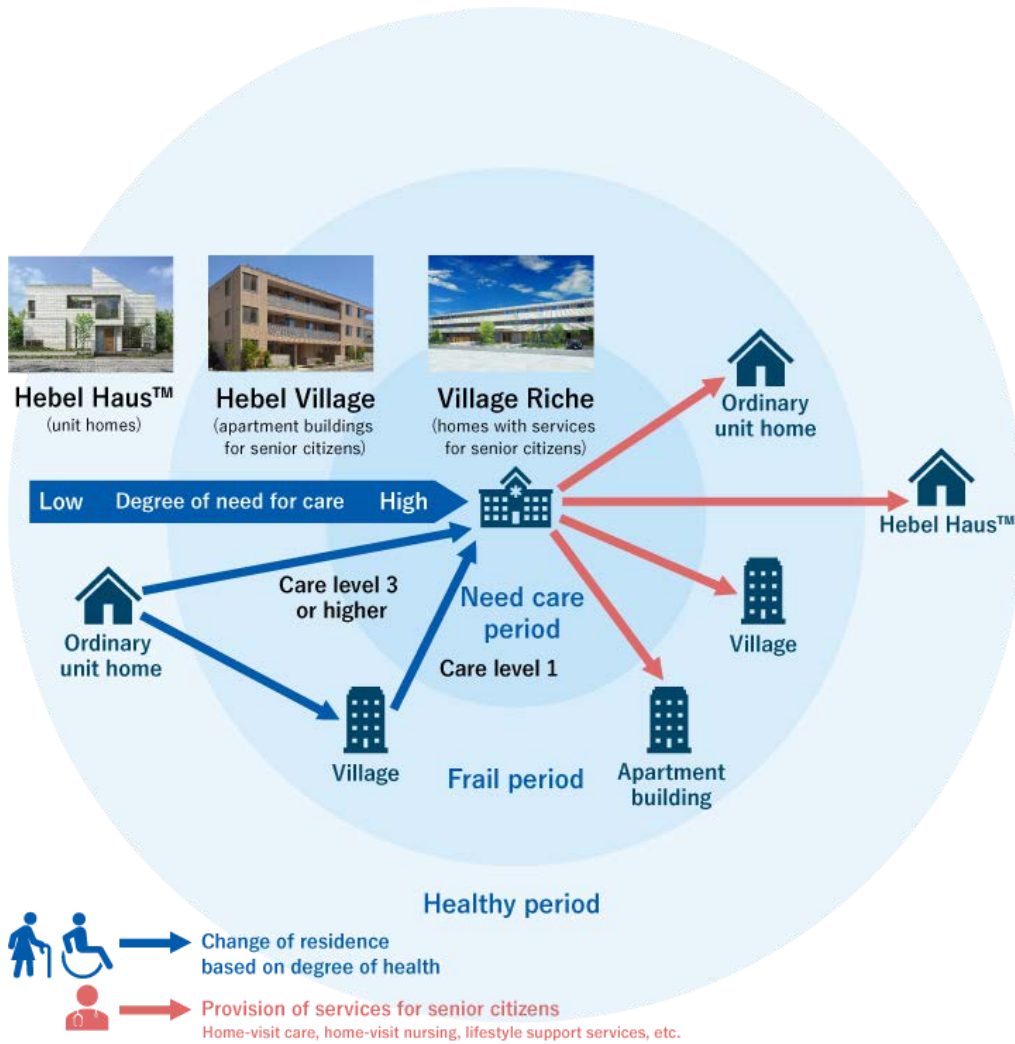 Hebel Haus™
(unit homes)
Hebel Village
(apartment buildings
for senior citizens)
Village Riche
(homes with services
for senior citizens)
Ordinary
unit home
Low Degree of need for care High
Hebel Haus™
Care level 3
or higher
Need care
period
Ordinary
unit home
Village
Care level 1
Village
Frail period
Apartment
building
Healthy period
Change of residence
based on degree of health
Provision of services for senior citizens
Home-visit care, home-visit nursing, lifestyle support services, etc.